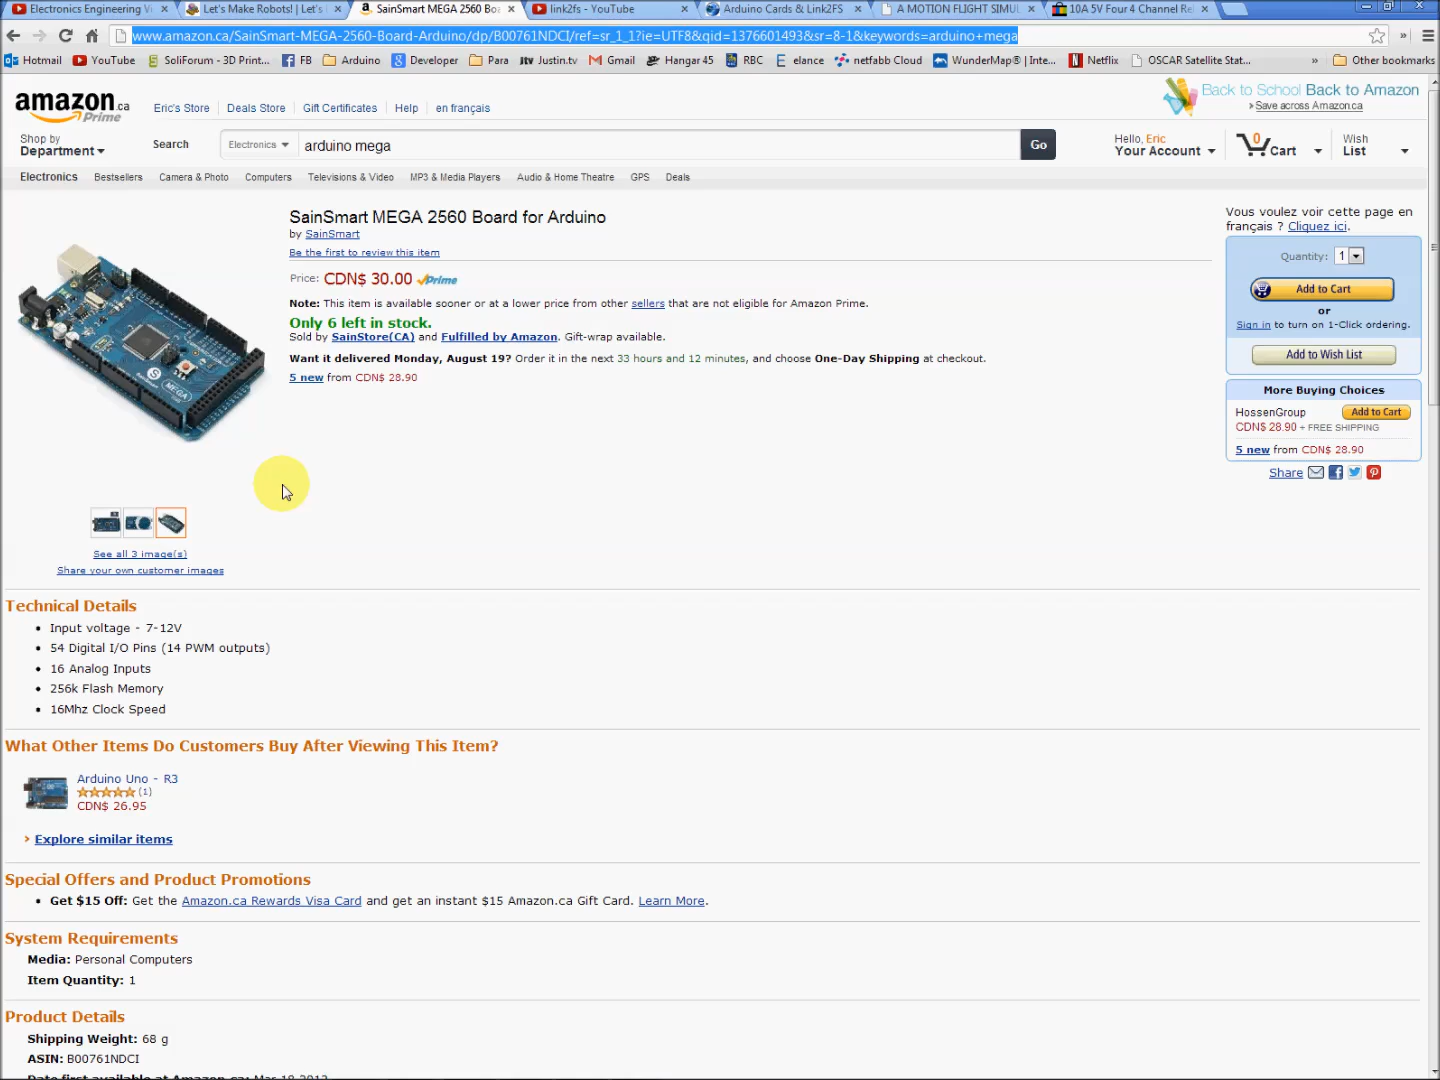 Electronics Engineering V
Let's Make Robots! | Let's
SainSmart MEGA 2560 Boa
link2fs - YouTube
Arduino Cards & Link2FS
A MOTION FLIGHT SIMU
10A 5V Four 4 Channel Re
www.amazon.ca/SainSmart-MEGA-2560-Board-Arduino/dp/B00761NDCI/ref=sr_1_1?ie=UTF8&qid=1376601493&sr=8-1&keywords=arduino+mega
Hotmail YouTube SoliForum - 3D Print... FB Arduino Developer Para Justin.tv Gmail Hangar 45 RBC elance netfabb Cloud WunderMap® | Inte... Netflix OSCAR Satellite Stat... » Other bookmarks
amazon.ca Prime
Eric's Store Deals Store Gift Certificates Help en français
Back to School Back to Amazon
› Save across Amazon.ca
Shop by Department
Search Electronics arduino mega Go
Hello, Eric
Your Account
0 Cart
Wish List
Electronics Bestsellers Camera & Photo Computers Televisions & Video MP3 & Media Players Audio & Home Theatre GPS Deals
SainSmart MEGA 2560 Board for Arduino
by SainSmart
Be the first to review this item
Price: CDN$ 30.00 Prime
Note: This item is available sooner or at a lower price from other sellers that are not eligible for Amazon Prime.
Only 6 left in stock.
Sold by SainStore(CA) and Fulfilled by Amazon. Gift-wrap available.
Want it delivered Monday, August 19? Order it in the next 33 hours and 12 minutes, and choose One-Day Shipping at checkout.
5 new from CDN$ 28.90
Vous voulez voir cette page en
français ? Cliquez ici.
Quantity: 1
Add to Cart
or
Sign in to turn on 1-Click ordering.
Add to Wish List
More Buying Choices
HossenGroup Add to Cart
CDN$ 28.90 + FREE SHIPPING
5 new from CDN$ 28.90
Share
MEGA
See all 3 image(s)
Share your own customer images
Technical Details
• Input voltage - 7-12V
• 54 Digital I/O Pins (14 PWM outputs)
• 16 Analog Inputs
• 256k Flash Memory
• 16Mhz Clock Speed
What Other Items Do Customers Buy After Viewing This Item?
Arduino Uno - R3
(1)
CDN$ 26.95
› Explore similar items
Special Offers and Product Promotions
• Get $15 Off: Get the Amazon.ca Rewards Visa Card and get an instant $15 Amazon.ca Gift Card. Learn More.
System Requirements
Media: Personal Computers
Item Quantity: 1
Product Details
Shipping Weight: 68 g
ASIN: B00761NDCI
Date first available at Amazon.ca: Mar 18 2013